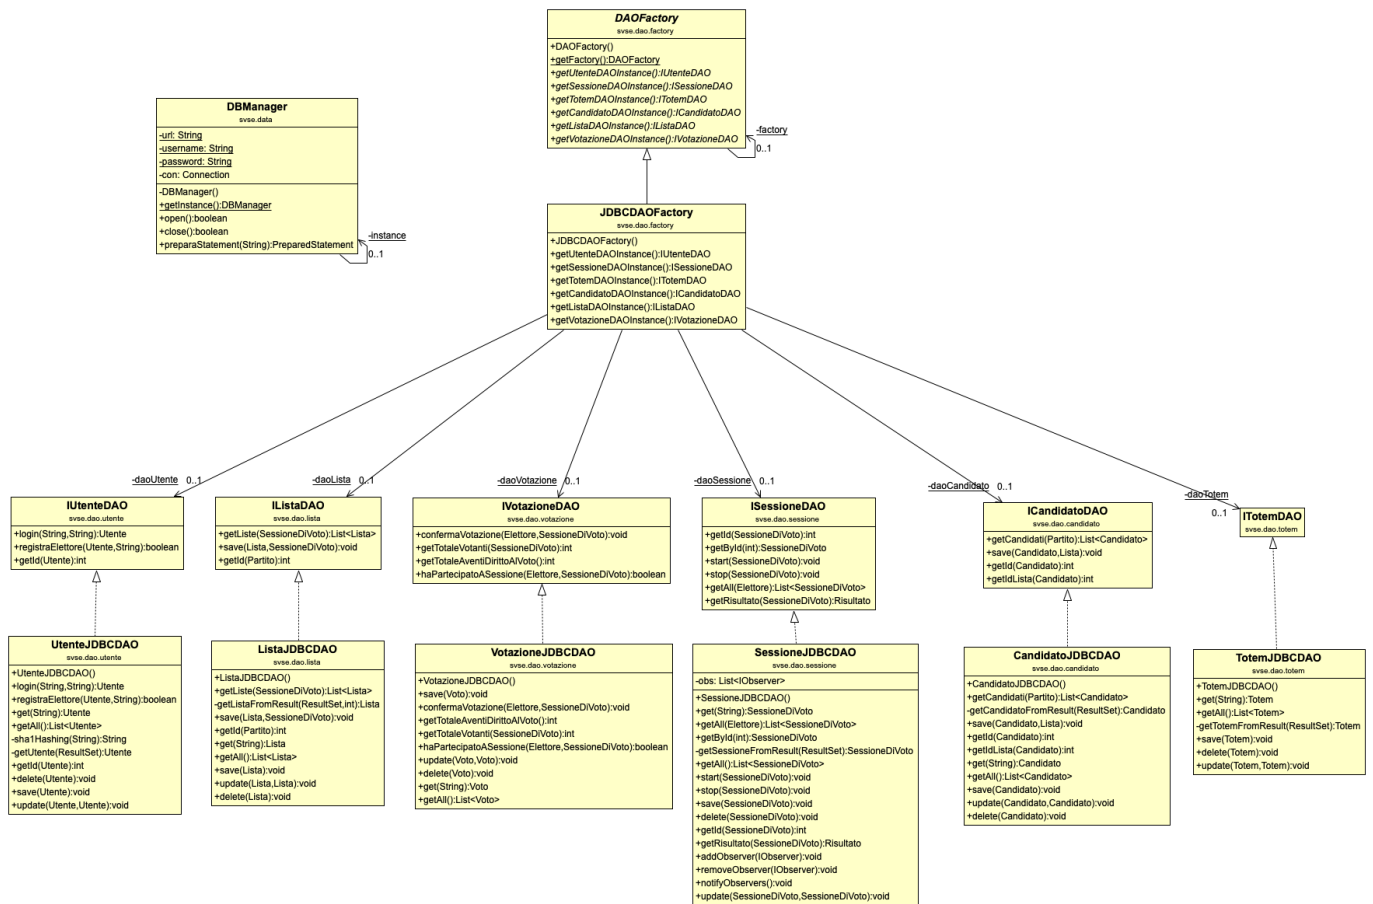 DAOFactory
svse.dao.factory
+DAOFactory()
+getFactory():DAOFactory
+getUtenteDAOInstance():IUtenteDAO
+getSessioneDAOInstance():ISessioneDAO
+getTotemDAOInstance():ITotemDAO
+getCandidatoDAOInstance():ICandidatoDAO
+getListaDAOInstance():IListaDAO
+getVotazioneDAOInstance():IVotazioneDAO
-factory
0..1
DBManager
svse.data
-url: String
-username: String
-password: String
-con: Connection
-DBManager()
+getInstance():DBManager
+open():boolean
+close():boolean
+preparaStatement(String):PreparedStatement
-instance
0..1
JDBCDAOFactory
svse.dao.factory
+JDBCDAOFactory()
+getUtenteDAOInstance():IUtenteDAO
+getSessioneDAOInstance():ISessioneDAO
+getTotemDAOInstance():ITotemDAO
+getCandidatoDAOInstance():ICandidatoDAO
+getListaDAOInstance():IListaDAO
+getVotazioneDAOInstance():IVotazioneDAO
-daoUtente 0..1
-daoLista 0..1
-daoVotazione 0..1
-daoSessione 0..1
-daoCandidato 0..1
-daoTotem
0..1
IUtenteDAO
svse.dao.utente
+login(String,String):Utente
+registraElettore(Utente,String):boolean
+getId(Utente):int
IListaDAO
svse.dao.lista
+getListe(SessioneDiVoto):List<Lista>
+save(Lista,SessioneDiVoto):void
+getId(Partito):int
IVotazioneDAO
svse.dao.votazione
+confermaVotazione(Elettore,SessioneDiVoto):void
+getTotaleVotanti(SessioneDiVoto):int
+getTotaleAventiDirittoAlVoto():int
+haPartecipatoASessione(Elettore,SessioneDiVoto):boolean
ISessioneDAO
svse.dao.sessione
+getId(SessioneDiVoto):int
+getById(int):SessioneDiVoto
+start(SessioneDiVoto):void
+stop(SessioneDiVoto):void
+getAll(Elettore):List<SessioneDiVoto>
+getRisultato(SessioneDiVoto):Risultato
ICandidatoDAO
svse.dao.candidato
+getCandidati(Partito):List<Candidato>
+save(Candidato,Lista):void
+getId(Candidato):int
+getIdLista(Candidato):int
ITotemDAO
svse.dao.totem
UtenteJDBCDAO
svse.dao.utente
+UtenteJDBCDAO()
+login(String,String):Utente
+registraElettore(Utente,String):boolean
+get(String):Utente
+getAll():List<Utente>
-sha1Hashing(String):String
-getUtente(ResultSet):Utente
+getId(Utente):int
+delete(Utente):void
+save(Utente):void
+update(Utente,Utente):void
ListaJDBCDAO
svse.dao.lista
+ListaJDBCDAO()
+getListe(SessioneDiVoto):List<Lista>
-getListaFromResult(ResultSet,int):Lista
+save(Lista,SessioneDiVoto):void
+getId(Partito):int
+get(String):Lista
+getAll():List<Lista>
+save(Lista):void
+update(Lista,Lista):void
+delete(Lista):void
VotazioneJDBCDAO
svse.dao.votazione
+VotazioneJDBCDAO()
+save(Voto):void
+confermaVotazione(Elettore,SessioneDiVoto):void
+getTotaleAventiDirittoAlVoto():int
+getTotaleVotanti(SessioneDiVoto):int
+haPartecipatoASessione(Elettore,SessioneDiVoto):boolean
+update(Voto,Voto):void
+delete(Voto):void
+get(String):Voto
+getAll():List<Voto>
SessioneJDBCDAO
svse.dao.sessione
-obs: List<IObserver>
+SessioneJDBCDAO()
+get(String):SessioneDiVoto
+getAll(Elettore):List<SessioneDiVoto>
+getById(int):SessioneDiVoto
-getSessioneFromResult(ResultSet):SessioneDiVoto
+getAll():List<SessioneDiVoto>
+start(SessioneDiVoto):void
+stop(SessioneDiVoto):void
+save(SessioneDiVoto):void
+delete(SessioneDiVoto):void
+getId(SessioneDiVoto):int
+getRisultato(SessioneDiVoto):Risultato
+addObserver(IObserver):void
+removeObserver(IObserver):void
+notifyObservers():void
+update(SessioneDiVoto,SessioneDiVoto):void
CandidatoJDBCDAO
svse.dao.candidato
+CandidatoJDBCDAO()
+getCandidati(Partito):List<Candidato>
-getCandidatoFromResult(ResultSet):Candidato
+save(Candidato,Lista):void
+getId(Candidato):int
+getIdLista(Candidato):int
+get(String):Candidato
+getAll():List<Candidato>
+save(Candidato):void
+update(Candidato,Candidato):void
+delete(Candidato):void
TotemJDBCDAO
svse.dao.totem
+TotemJDBCDAO()
+get(String):Totem
+getAll():List<Totem>
-getTotemFromResult(ResultSet):Totem
+save(Totem):void
+delete(Totem):void
+update(Totem,Totem):void